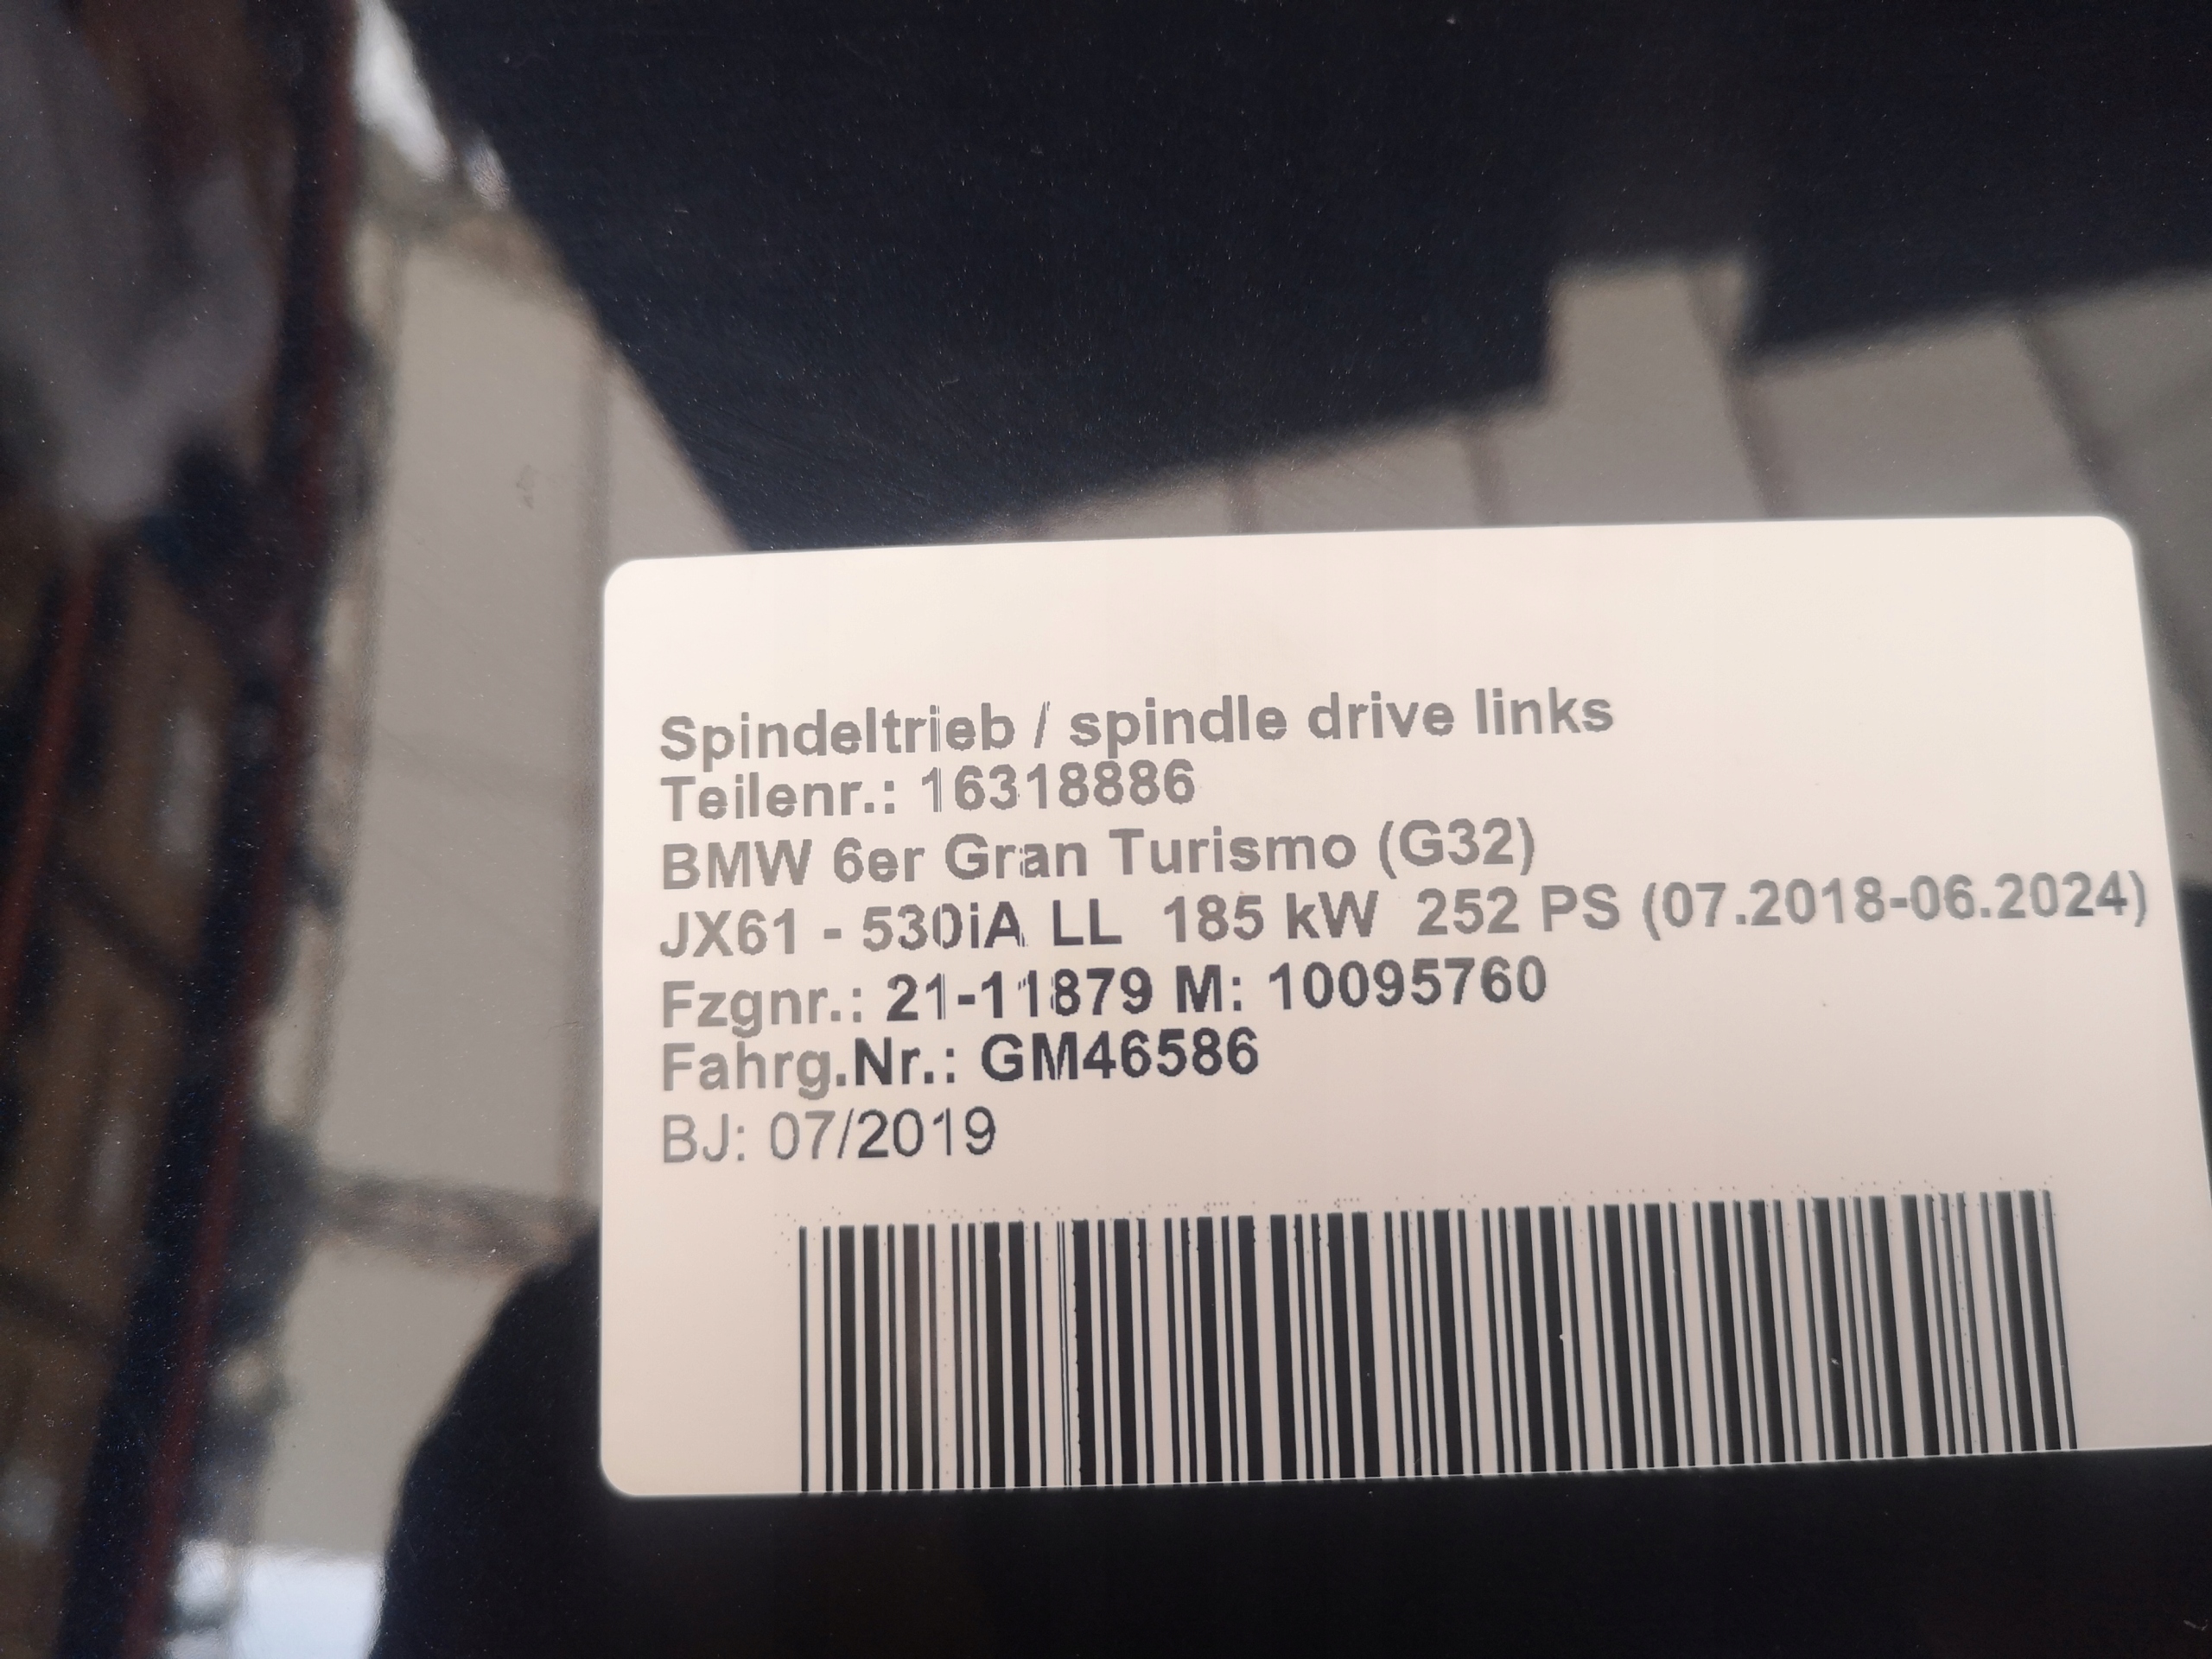 Spindeltrieb / spindle drive links
Teilenr.: 16318886
BMW 6er Gran Turismo (G32)
JX61 - 530iA LL 185 kW 252 PS (07.2018-06.2024)
Fzgnr.: 21-11879 M: 10095760
Fahrg.Nr.: GM46586
BJ: 07/2019